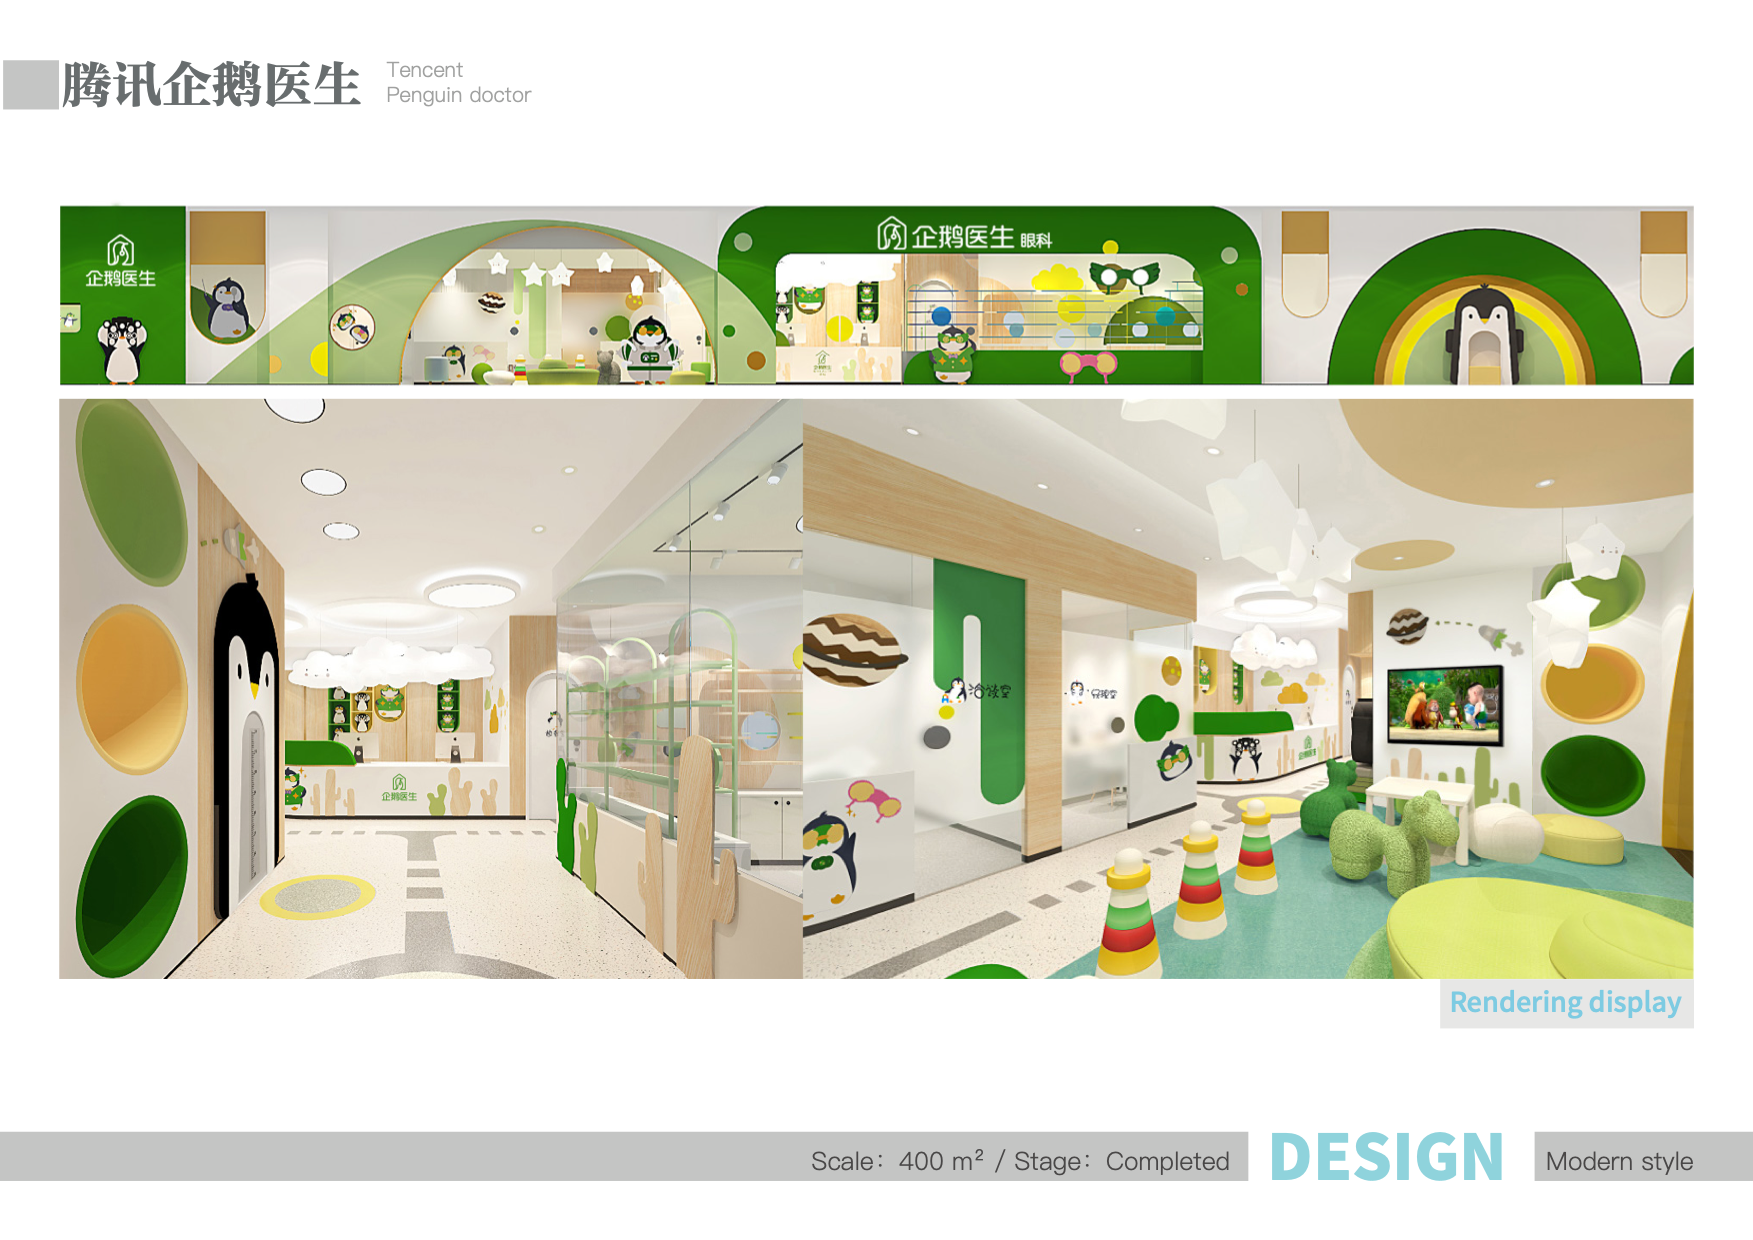 腾讯企鹅医生
Tencent
Penguin doctor
企鹅医生
企鹅医生 眼科
企鹅医生
洽谈室
Rendering display
Scale：400 m² / Stage：Completed
DESIGN
Modern style